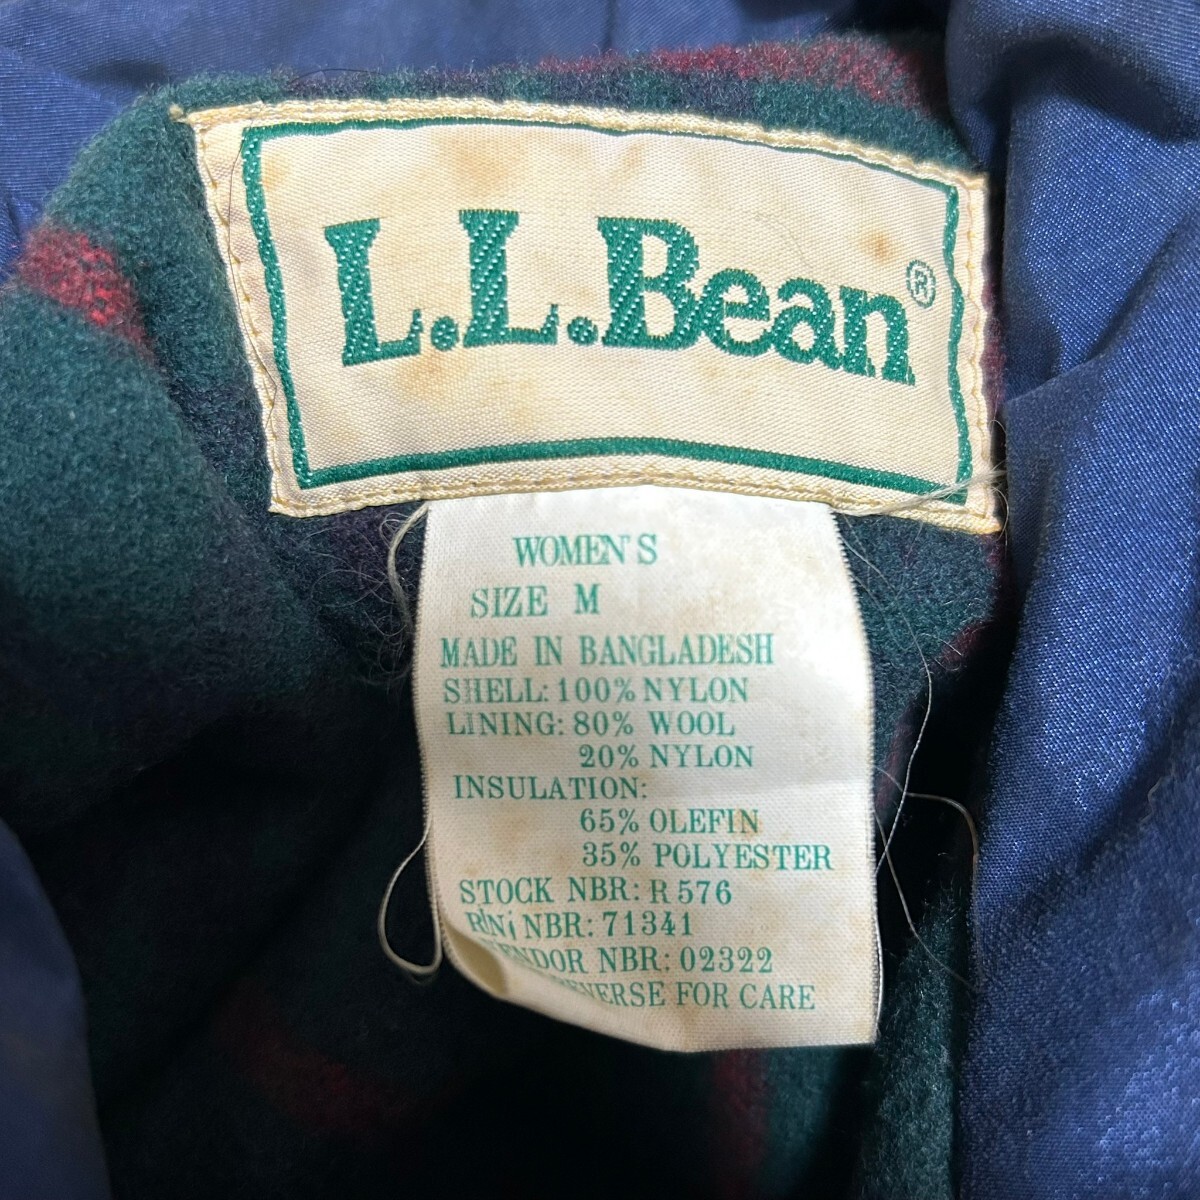 L.L.Bean®
WOMEN'S
SIZE M
MADE IN BANGLADESH
SHELL: 100% NYLON
LINING: 80% WOOL
20% NYLON
INSULATION:
65% OLEFIN
35% POLYESTER
STOCK NBR: R576
NBR: 71341
NBR: 02322
FOR CARE